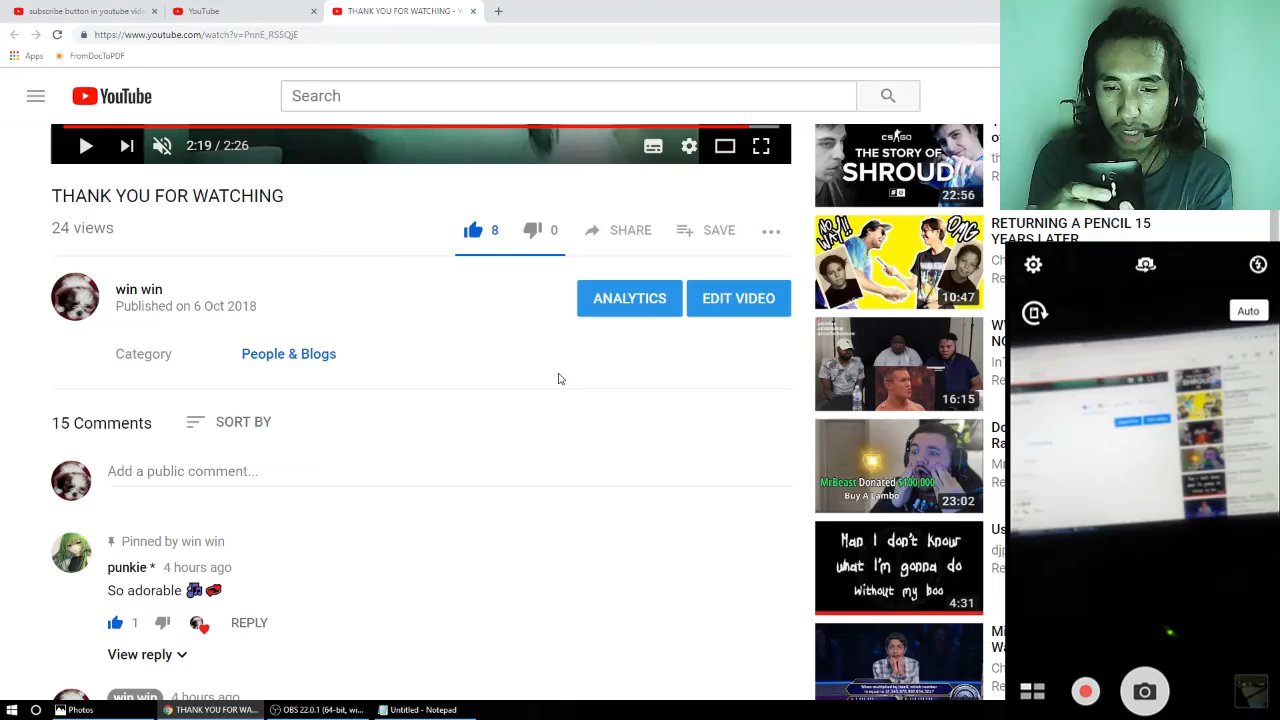 subscribe button in youtube vide
YouTube
THANK YOU FOR WATCHING - Y
https://www.youtube.com/watch?v=PnnE_RS5QjE
Apps
FromDocToPDF
YouTube
Search
2:19 / 2:26
THANK YOU FOR WATCHING
24 views
8
0
SHARE
SAVE
win win
Published on 6 Oct 2018
ANALYTICS
EDIT VIDEO
Category
People & Blogs
15 Comments
SORT BY
Add a public comment...
Pinned by win win
punkie *
4 hours ago
So adorable
1
REPLY
View reply
win win
4 hours ago
CS:GO
THE STORY OF
SHROUD
22:56
RETURNING A PENCIL 15
YEARS LATER
OMG
10:47
16:15
MrBeast Donated $100,000
Buy A Lambo
23:02
Man I don't know
what I'm gonna do
without my boo
4:31
Auto
Photos
THANK YOU FOR WA...
OBS 22.0.1 (64-bit, wi...
Untitled - Notepad